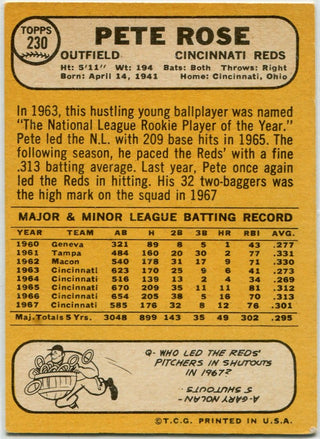 TOPPS
230
PETE ROSE
OUTFIELD CINCINNATI REDS
Ht: 5'11" Wt: 194 Bats: Both Throws: Right
Born: April 14, 1941 Home: Cincinnati, Ohio
In 1963, this hustling young ballplayer was named
"The National League Rookie Player of the Year."
Pete led the N.L. with 209 base hits in 1965. The
following season, he paced the Reds' with a fine
.313 batting average. Last year, Pete once again
led the Reds in hitting. His 32 two-baggers was
the high mark on the squad in 1967
MAJOR & MINOR LEAGUE BATTING RECORD
YEAR TEAM AB H 2B 3B HR RBI AVG.
1960 Geneva 321 89 8 5 1 43 .277
1961 Tampa 484 160 20 30 2 77 .331
1962 Macon 540 178 31 17 9 71 .330
1963 Cincinnati 623 170 25 9 6 41 .273
1964 Cincinnati 516 139 13 2 4 34 .269
1965 Cincinnati 670 209 35 11 11 81 .312
1966 Cincinnati 654 205 38 5 16 70 .313
1967 Cincinnati 585 176 32 8 12 76 .301
Maj. Totals 5 Yrs. 3048 899 143 35 49 302 .295
Q- WHO LED THE REDS'
PITCHERS IN SHUTOUTS
IN 1967?
A- GARY NOLAN -
5 SHUTOUTS
©T.C.G. PRINTED IN U.S.A.